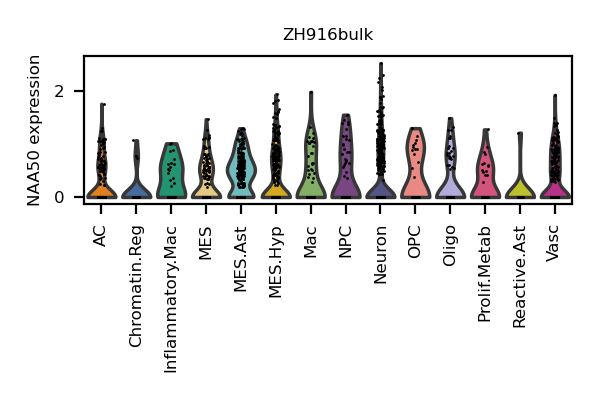 ZH916bulk
NAA50 expression
2
0
AC
Chromatin.Reg
Inflammatory.Mac
MES
MES.Ast
MES.Hyp
Mac
NPC
Neuron
OPC
Oligo
Prolif.Metab
Reactive.Ast
Vasc